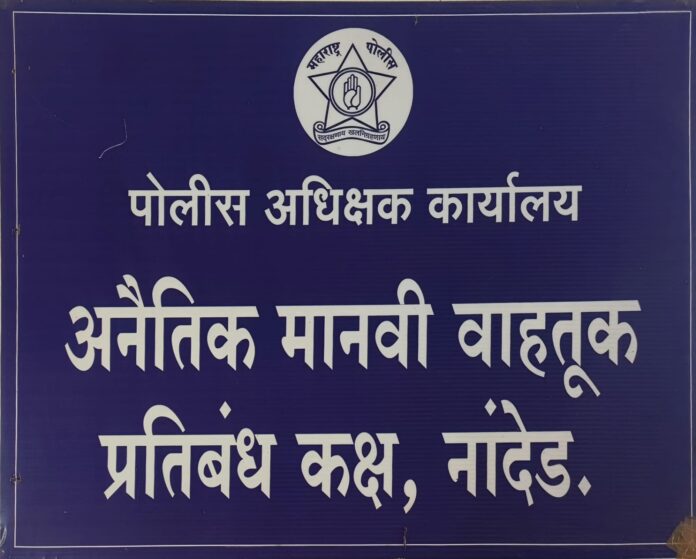 महाराष्ट्र पोलीस
सद्रक्षणाय खलनिग्रहणाय
पोलीस अधिक्षक कार्यालय
अनैतिक मानवी वाहतूक
प्रतिबंध कक्ष, नांदेड.